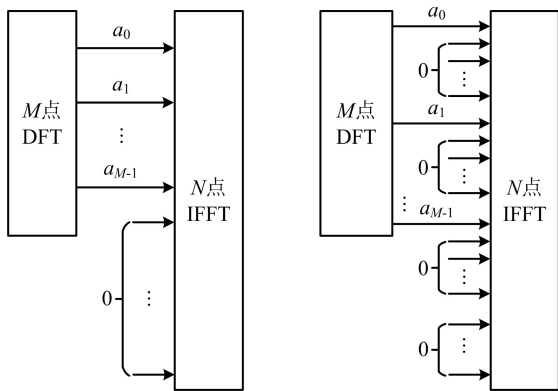 M点
DFT
a0
a1
⋮
aM-1
0
⋮
N点
IFFT
M点
DFT
a0
0
⋮
a1
0
⋮
⋮
aM-1
0
⋮
0
⋮
N点
IFFT